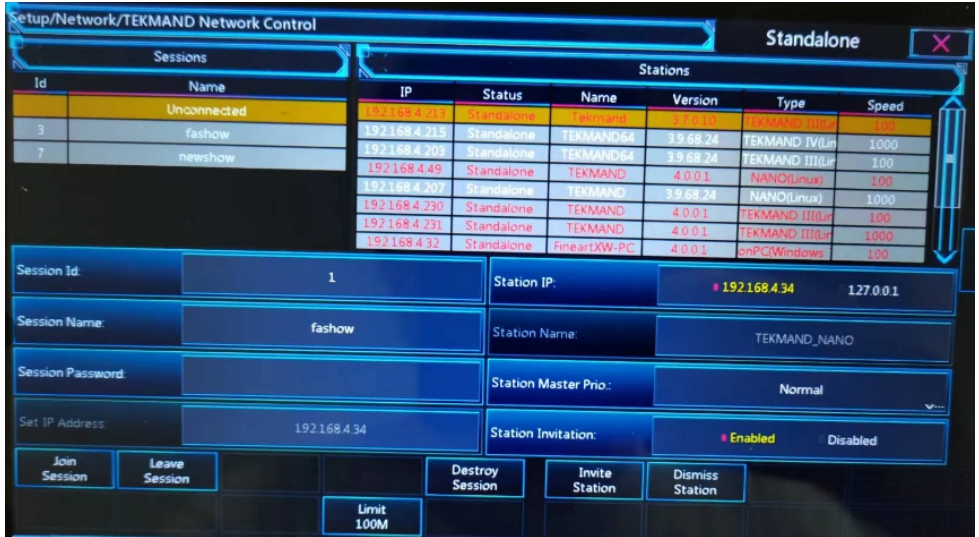 Setup/Network/TEKMAND Network Control
Standalone
Sessions
Id Name
Unconnected
3 fashow
7 newshow
Stations
IP Status Name Version Type Speed
192.168.4.213 Standalone Tekmand 3.7.0.10 TEKMAND III(Lin 100
192.168.4.215 Standalone TEKMAND64 3.9.68.24 TEKMAND IV(Lin 1000
192.168.4.203 Standalone TEKMAND64 3.9.68.24 TEKMAND III(Lin 100
192.168.4.49 Standalone TEKMAND 4.0.0.1 NANO(Linux) 100
192.168.4.207 Standalone TEKMAND 3.9.68.24 NANO(Linux) 1000
192.168.4.230 Standalone TEKMAND 4.0.0.1 TEKMAND III(Lin 100
192.168.4.231 Standalone TEKMAND 4.0.0.1 TEKMAND III(Lin 1000
192.168.4.32 Standalone FineartXW-PC 4.0.0.1 onPC(Windows 100
Session Id: 1
Station IP: 192.168.4.34 127.0.0.1
Session Name: fashow
Station Name: TEKMAND_NANO
Session Password:
Station Master Prio.: Normal
Set IP Address: 192.168.4.34
Station Invitation: Enabled Disabled
Join Session
Leave Session
Destroy Session
Invite Station
Dismiss Station
Limit 100M